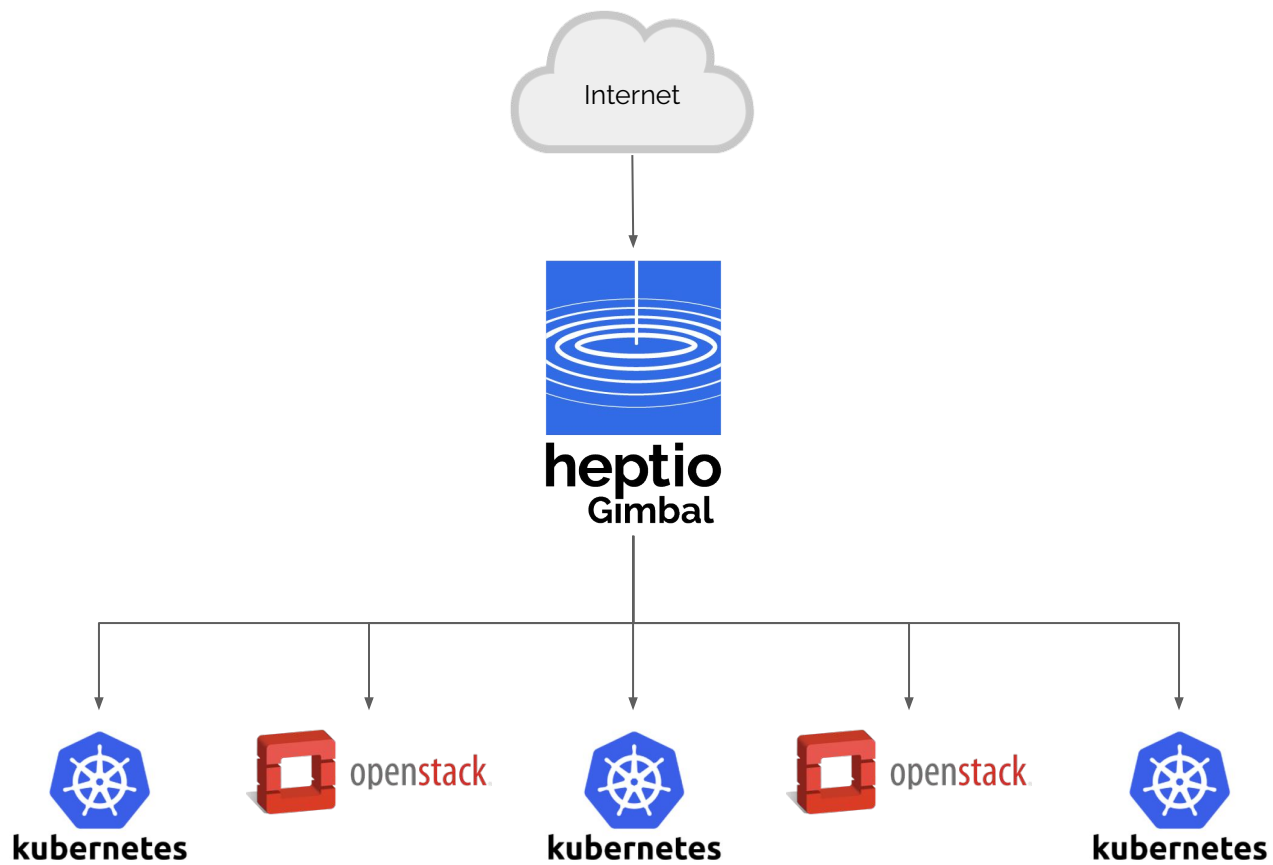 Internet
heptio
Gimbal
kubernetes
openstack
kubernetes
openstack
kubernetes